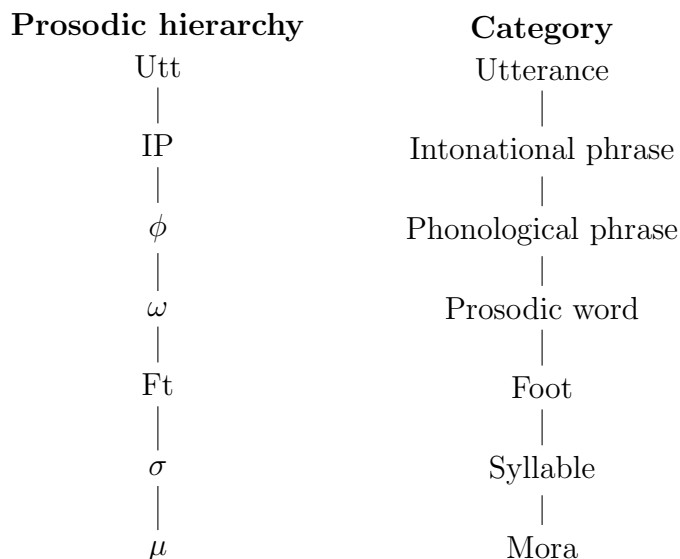 Prosodic hierarchy Category
Utt Utterance
IP Intonational phrase
ϕ Phonological phrase
ω Prosodic word
Ft Foot
σ Syllable
μ Mora